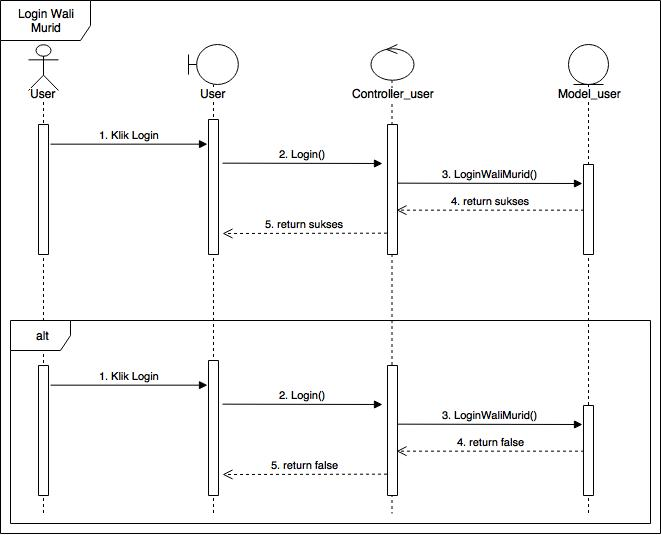 Login Wali
Murid
User
User
Controller_user
Model_user
1. Klik Login
2. Login()
3. LoginWaliMurid()
4. return sukses
5. return sukses
alt
1. Klik Login
2. Login()
3. LoginWaliMurid()
4. return false
5. return false